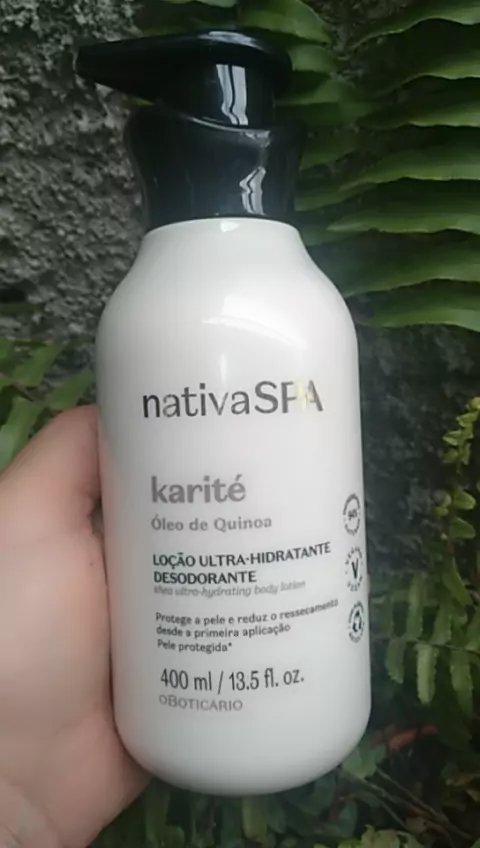 nativaSPA
karité
Óleo de Quinoa
LOÇÃO ULTRA-HIDRATANTE
DESODORANTE
shea ultra-hydrating body lotion
Protege a pele e reduz o ressecamento
desde a primeira aplicação
Pele protegida*
400 ml / 13.5 fl. oz.
oBOTICÁRIO